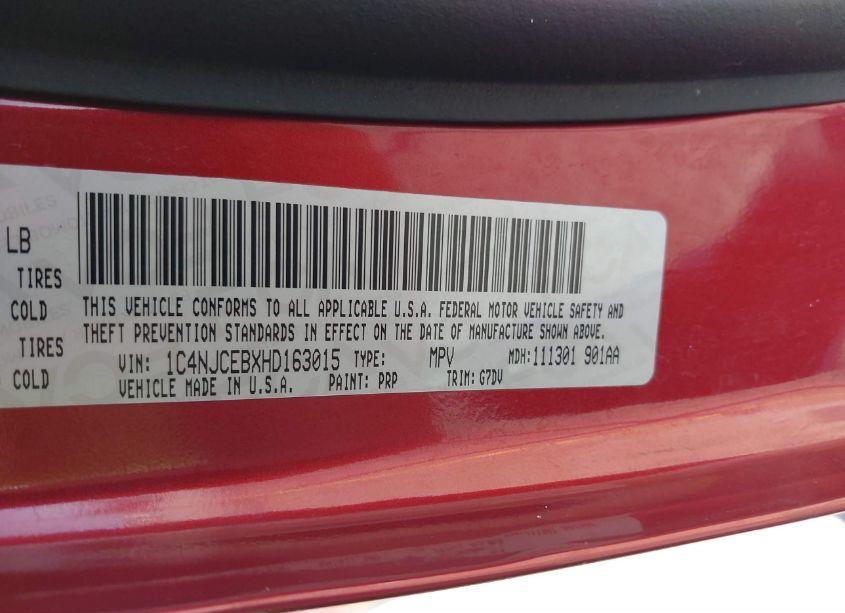 LB
TIRES
COLD THIS VEHICLE CONFORMS TO ALL APPLICABLE U.S.A. FEDERAL MOTOR VEHICLE SAFETY AND
THEFT PREVENTION STANDARDS IN EFFECT ON THE DATE OF MANUFACTURE SHOWN ABOVE.
TIRES VIN: 1C4NJCEBXHD163015 TYPE: MPV MDH:111301 901AA
COLD VEHICLE MADE IN U.S.A. PAINT: PRP TRIM: G7DV